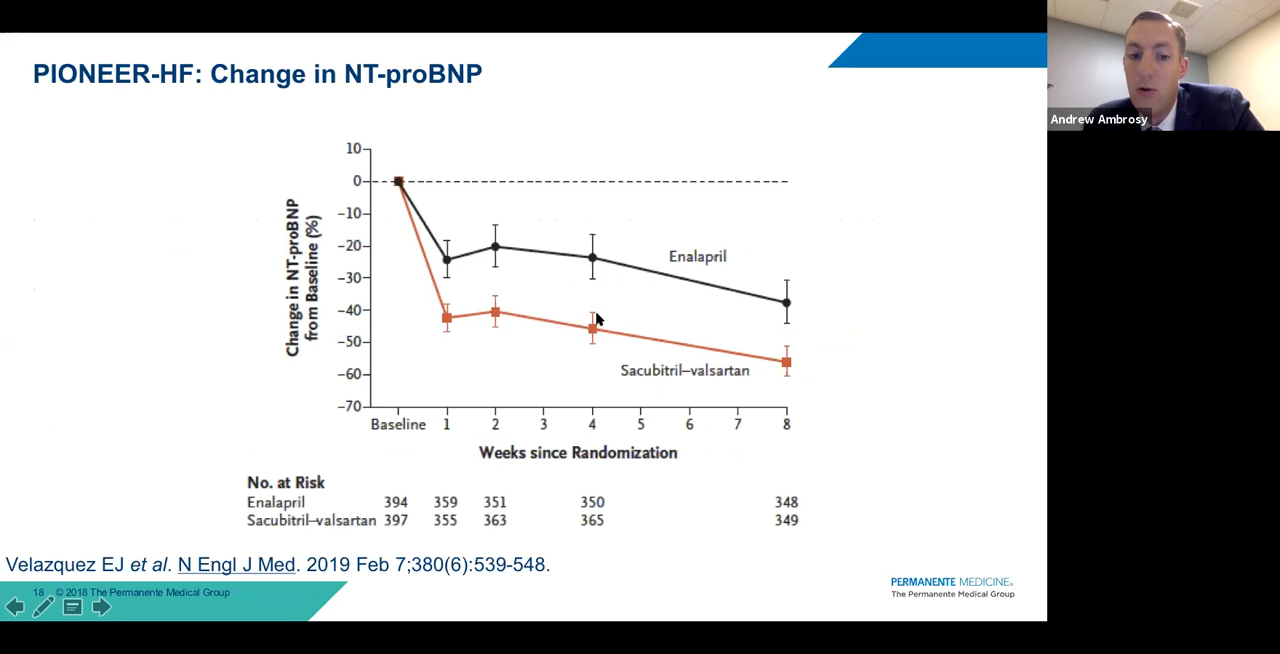 PIONEER-HF: Change in NT-proBNP
Andrew Ambrosy
Change in NT-proBNP
from Baseline (%)
10
0
−10
−20
−30
−40
−50
−60
−70
Enalapril
Sacubitril–valsartan
Baseline 1 2 3 4 5 6 7 8
Weeks since Randomization
No. at Risk
Enalapril 394 359 351 350 348
Sacubitril–valsartan 397 355 363 365 349
Velazquez EJ et al. N Engl J Med. 2019 Feb 7;380(6):539-548.
18 © 2018 The Permanente Medical Group
PERMANENTE MEDICINE®
The Permanente Medical Group